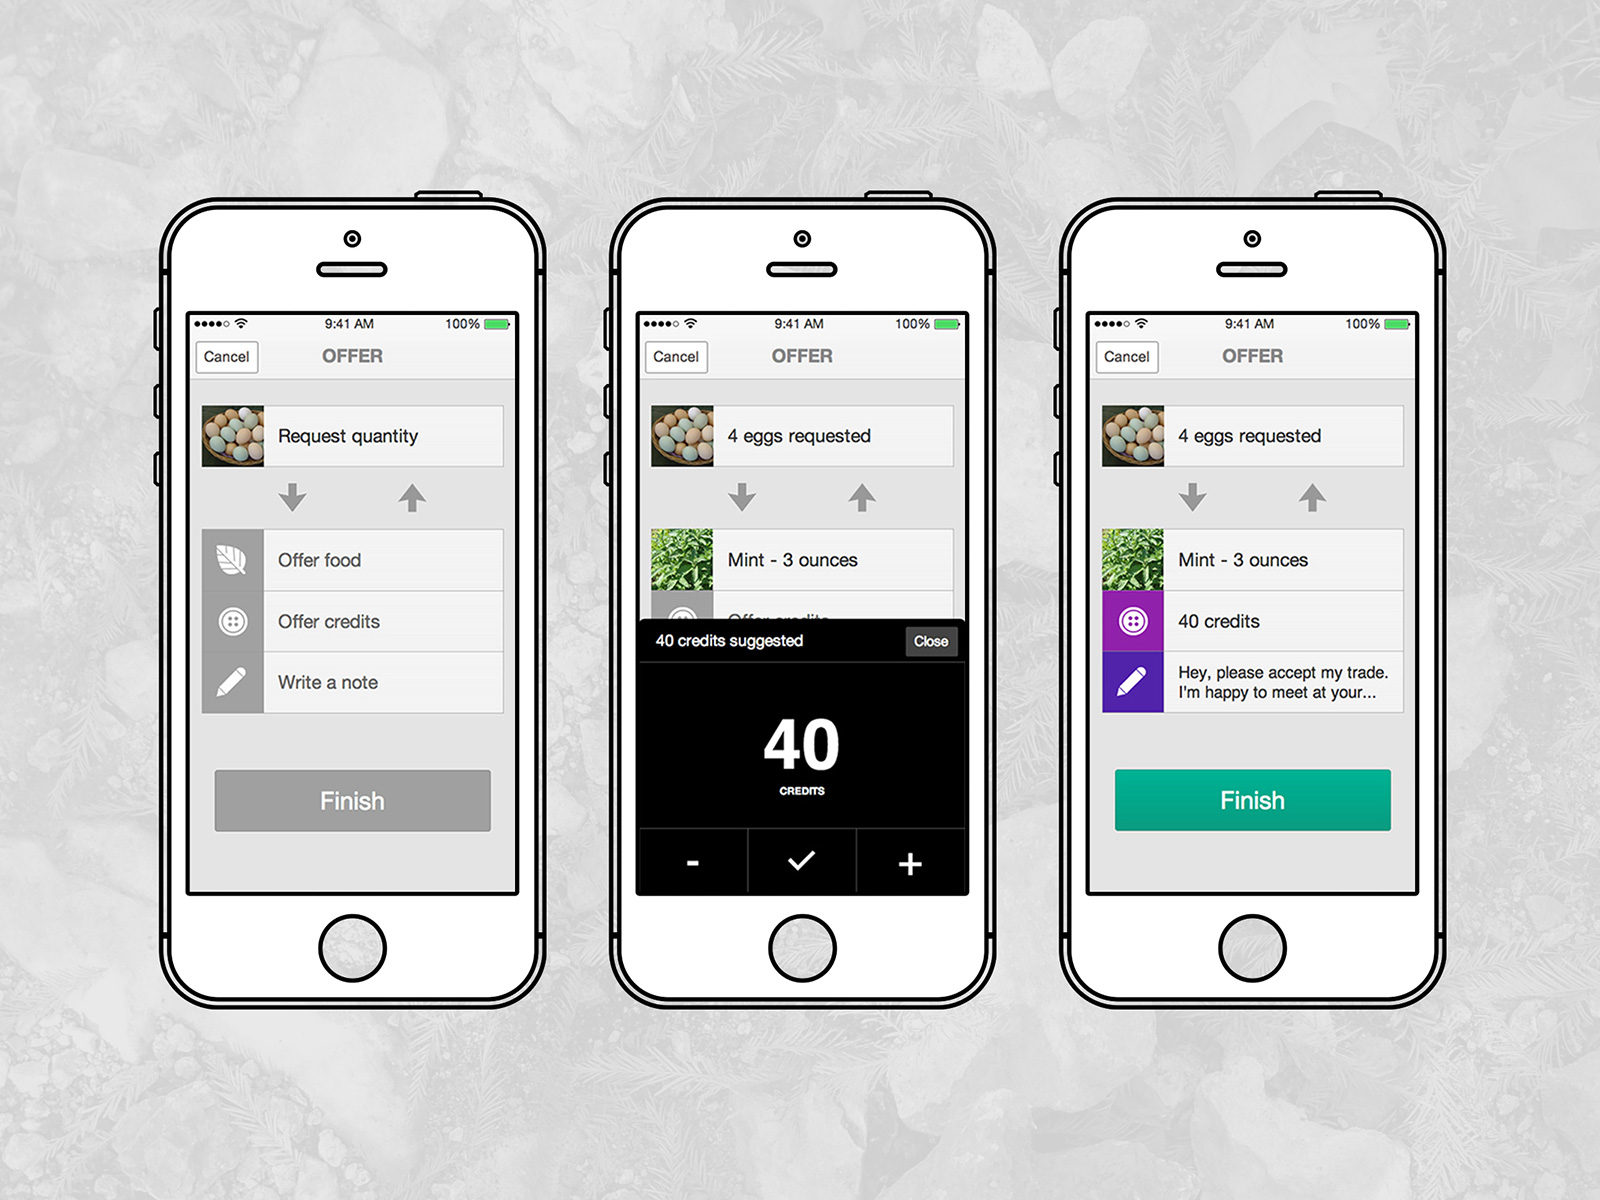 9:41 AM 100%
Cancel OFFER
Request quantity
Offer food
Offer credits
Write a note
Finish
9:41 AM 100%
Cancel OFFER
4 eggs requested
Mint - 3 ounces
Offer credits
40 credits suggested Close
40
CREDITS
- +
9:41 AM 100%
Cancel OFFER
4 eggs requested
Mint - 3 ounces
40 credits
Hey, please accept my trade.
I'm happy to meet at your...
Finish